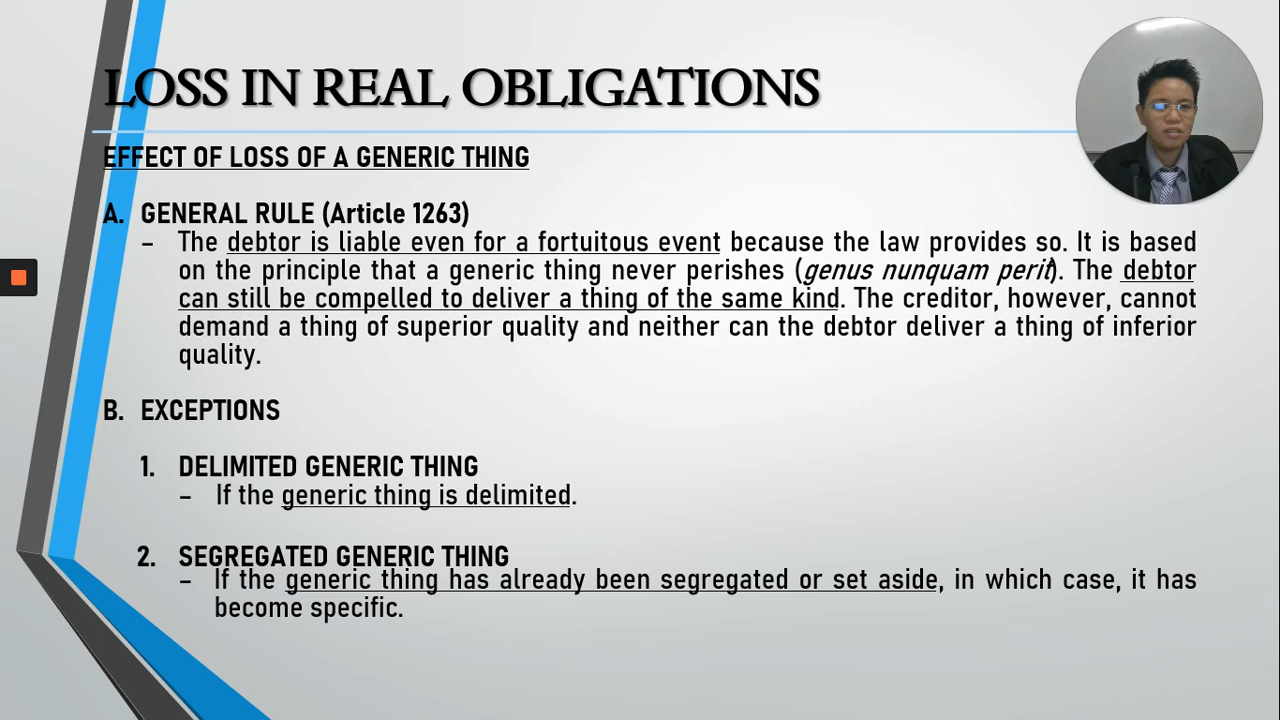 LOSS IN REAL OBLIGATIONS
EFFECT OF LOSS OF A GENERIC THING
A. GENERAL RULE (Article 1263)
– The debtor is liable even for a fortuitous event because the law provides so. It is based
on the principle that a generic thing never perishes (genus nunquam perit). The debtor
can still be compelled to deliver a thing of the same kind. The creditor, however, cannot
demand a thing of superior quality and neither can the debtor deliver a thing of inferior
quality.
B. EXCEPTIONS
1. DELIMITED GENERIC THING
– If the generic thing is delimited.
2. SEGREGATED GENERIC THING
– If the generic thing has already been segregated or set aside, in which case, it has
become specific.